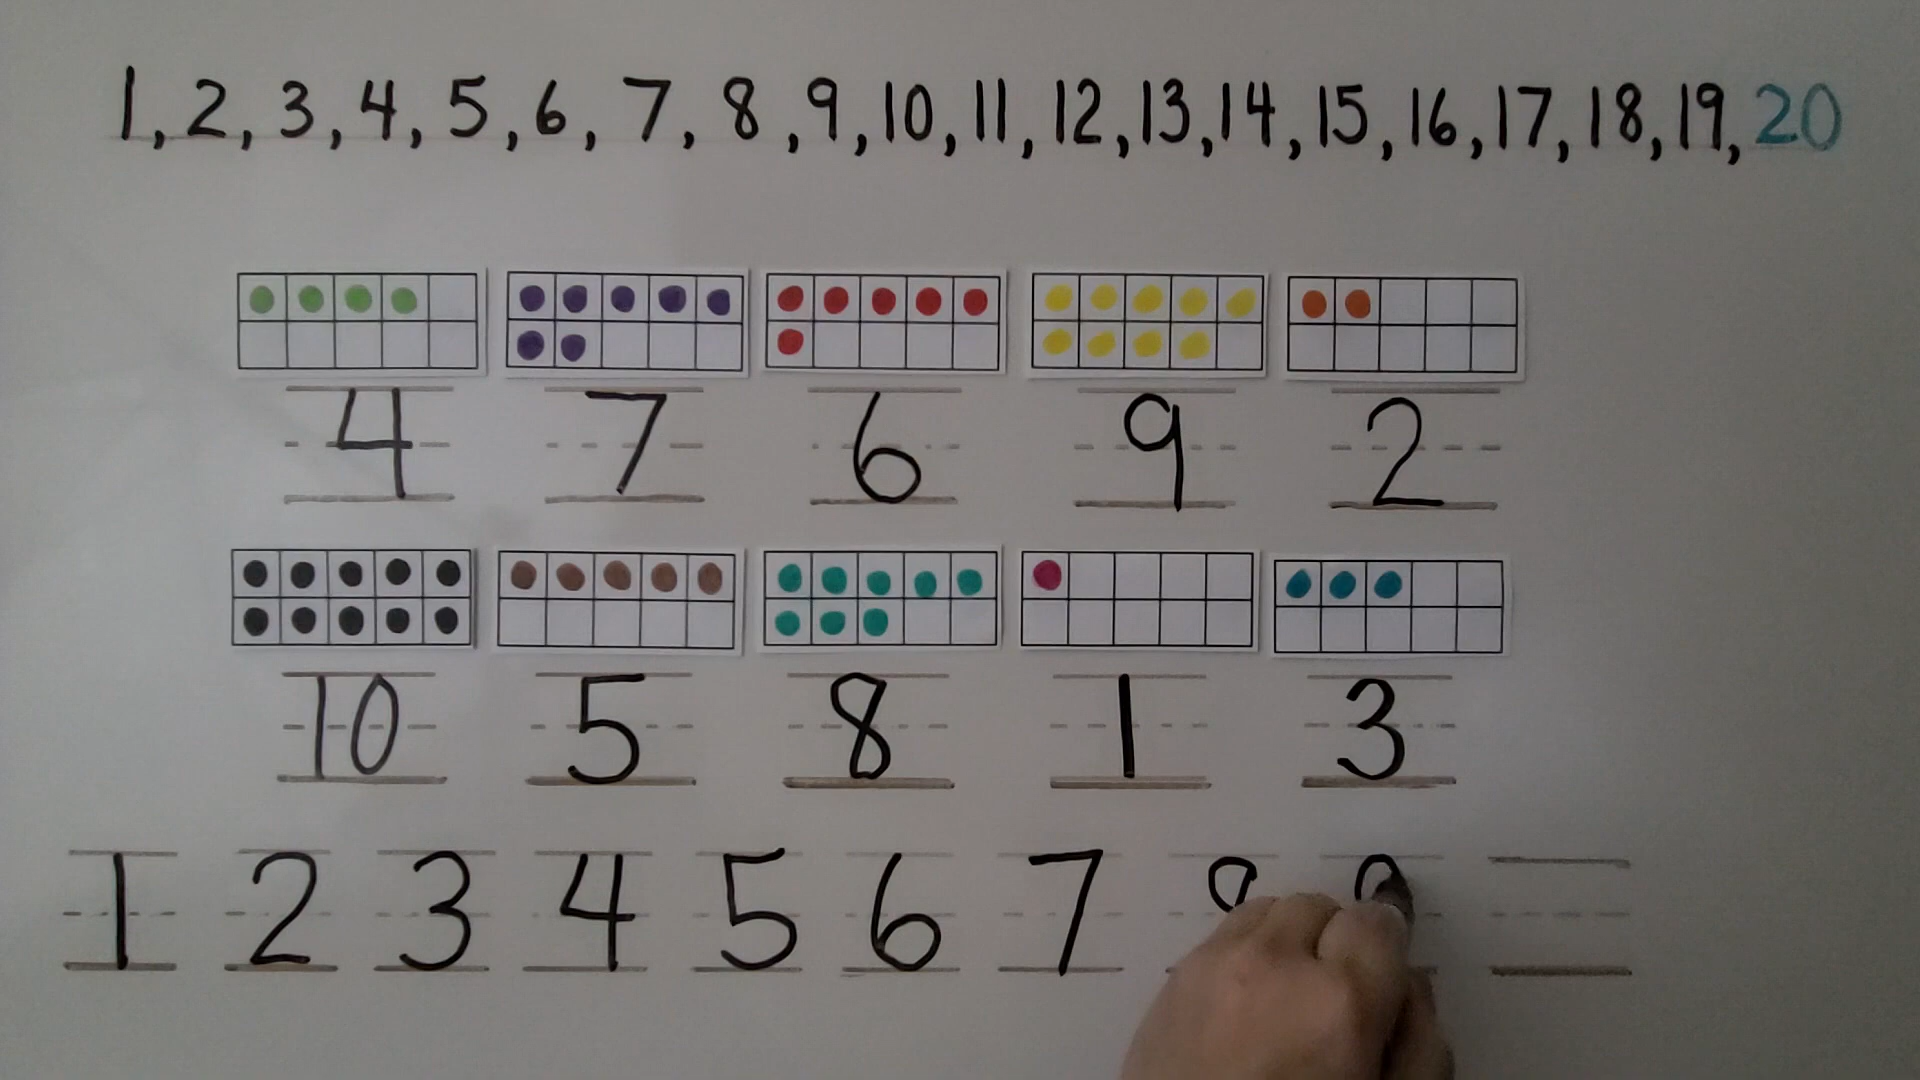 1, 2, 3, 4, 5, 6, 7, 8, 9, 10, 11, 12, 13, 14, 15, 16, 17, 18, 19, 20
4 7 6 9 2
10 5 8 1 3
1 2 3 4 5 6 7 8